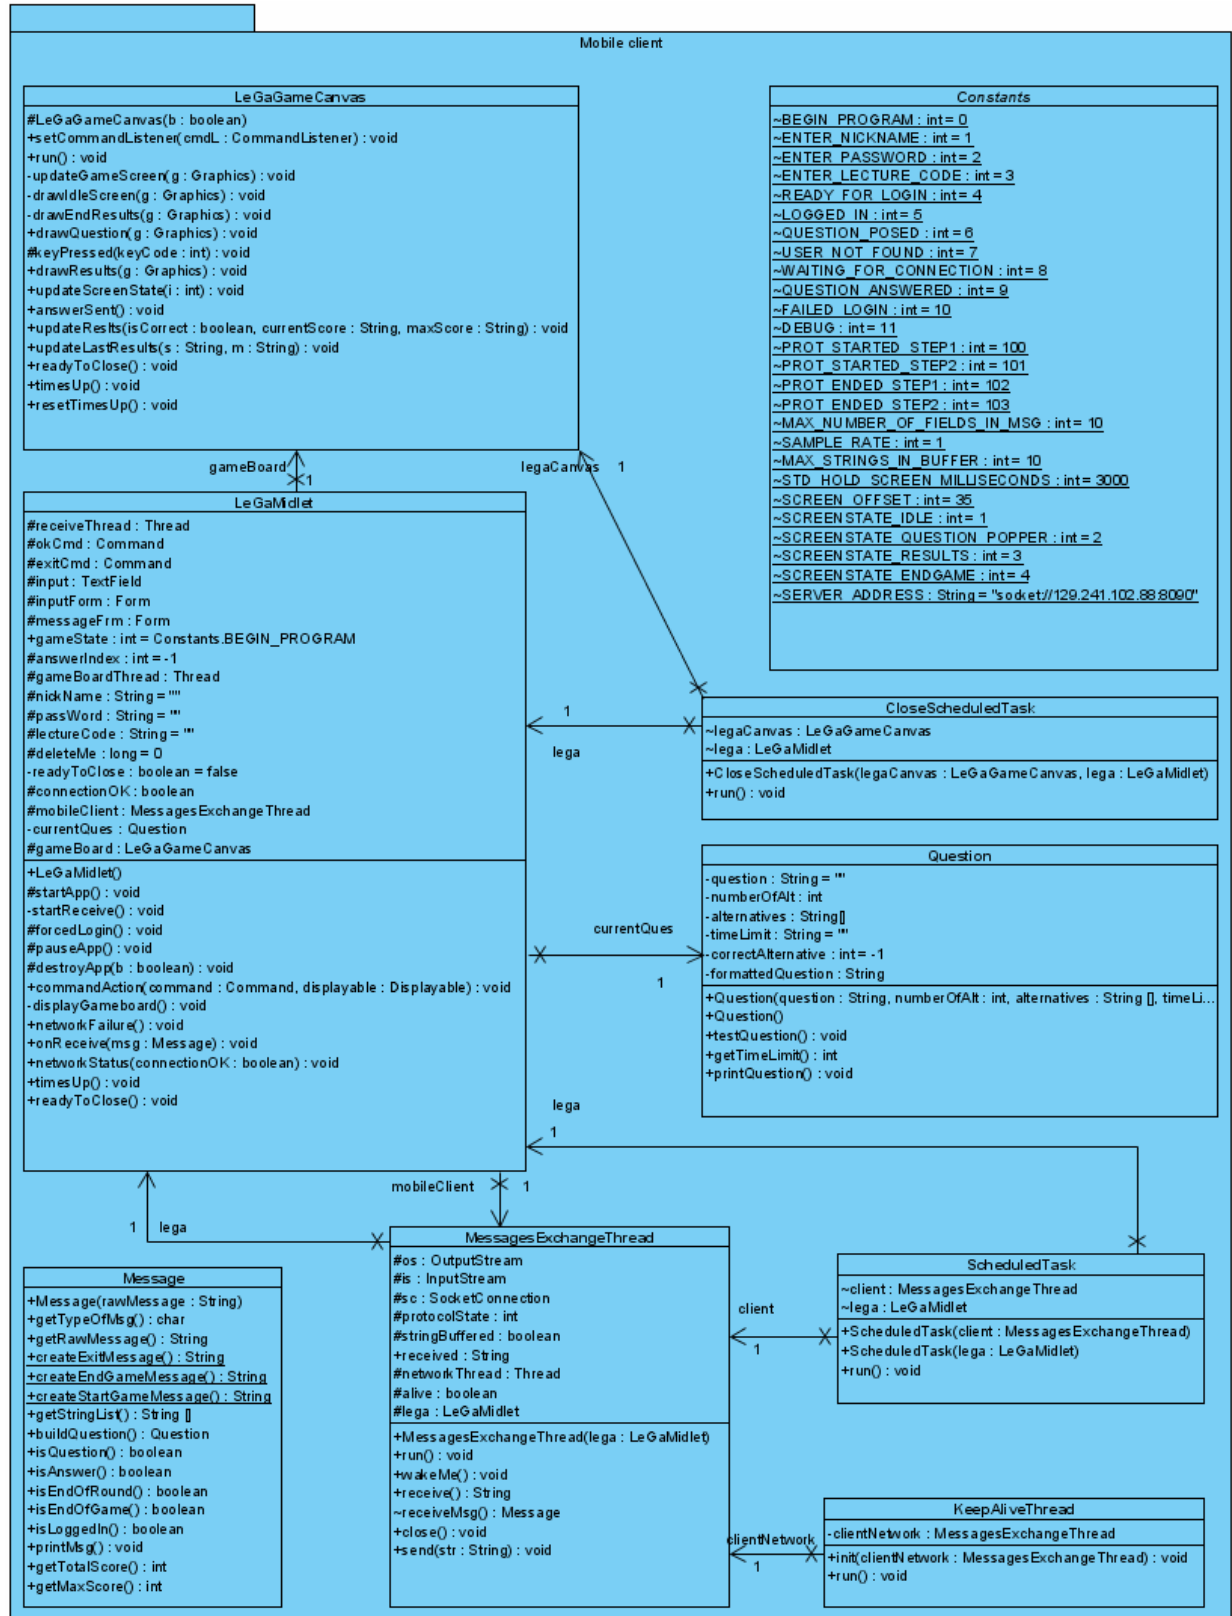 Mobile client
LeGaGameCanvas
#LeGaGameCanvas(b : boolean)
+setCommandListener(cmdL : CommandListener) : void
+run() : void
-updateGameScreen(g : Graphics) : void
-drawIdleScreen(g : Graphics) : void
-drawEndResults(g : Graphics) : void
+drawQuestion(g : Graphics) : void
#keyPressed(keyCode : int) : void
+drawResults(g : Graphics) : void
+updateScreenState(i : int) : void
+answerSent() : void
+updateReslts(isCorrect : boolean, currentScore : String, maxScore : String) : void
+updateLastResults(s : String, m : String) : void
+readyToClose() : void
+timesUp() : void
+resetTimesUp() : void
Constants
~BEGIN_PROGRAM : int = 0
~ENTER_NICKNAME : int = 1
~ENTER_PASSWORD : int = 2
~ENTER_LECTURE_CODE : int = 3
~READY_FOR_LOGIN : int = 4
~LOGGED_IN : int = 5
~QUESTION_POSED : int = 6
~USER_NOT_FOUND : int = 7
~WAITING_FOR_CONNECTION : int = 8
~QUESTION_ANSWERED : int = 9
~FAILED_LOGIN : int = 10
~DEBUG : int = 11
~PROT_STARTED_STEP1 : int = 100
~PROT_STARTED_STEP2 : int = 101
~PROT_ENDED_STEP1 : int = 102
~PROT_ENDED_STEP2 : int = 103
~MAX_NUMBER_OF_FIELDS_IN_MSG : int = 10
~SAMPLE_RATE : int = 1
~MAX_STRINGS_IN_BUFFER : int = 10
~STD_HOLD_SCREEN_MILLISECONDS : int = 3000
~SCREEN_OFFSET : int = 35
~SCREENSTATE_IDLE : int = 1
~SCREENSTATE_QUESTION_POPPER : int = 2
~SCREENSTATE_RESULTS : int = 3
~SCREENSTATE_ENDGAME : int = 4
~SERVER_ADDRESS : String = "socket://129.241.102.88:8090"
gameBoard
1
legaCanvas 1
LeGaMidlet
#receiveThread : Thread
#okCmd : Command
#exitCmd : Command
#input : TextField
#inputForm : Form
#messageFrm : Form
+gameState : int = Constants.BEGIN_PROGRAM
#answerIndex : int = -1
#gameBoardThread : Thread
#nickName : String = ""
#passWord : String = ""
#lectureCode : String = ""
#deleteMe : long = 0
-readyToClose : boolean = false
#connectionOK : boolean
#mobileClient : MessagesExchangeThread
-currentQues : Question
#gameBoard : LeGaGameCanvas
+LeGaMidlet()
#startApp() : void
-startReceive() : void
#forcedLogin() : void
#pauseApp() : void
#destroyApp(b : boolean) : void
+commandAction(command : Command, displayable : Displayable) : void
-displayGameboard() : void
+networkFailure() : void
+onReceive(msg : Message) : void
+networkStatus(connectionOK : boolean) : void
+timesUp() : void
+readyToClose() : void
1
lega
CloseScheduledTask
~legaCanvas : LeGaGameCanvas
~lega : LeGaMidlet
+CloseScheduledTask(legaCanvas : LeGaGameCanvas, lega : LeGaMidlet)
+run() : void
currentQues
1
Question
-question : String = ""
-numberOfAlt : int
-alternatives : String[]
-timeLimit : String = ""
-correctAlternative : int = -1
-formattedQuestion : String
+Question(question : String, numberOfAlt : int, alternatives : String [], timeLi...
+Question()
+testQuestion() : void
+getTimeLimit() : int
+printQuestion() : void
lega
1
mobileClient 1
1 lega
Message
+Message(rawMessage : String)
+getTypeOfMsg() : char
+getRawMessage() : String
+createExitMessage() : String
+createEndGameMessage() : String
+createStartGameMessage() : String
+getStringList() : String []
+buildQuestion() : Question
+isQuestion() : boolean
+isAnswer() : boolean
+isEndOfRound() : boolean
+isEndOfGame() : boolean
+isLoggedIn() : boolean
+printMsg() : void
+getTotalScore() : int
+getMaxScore() : int
MessagesExchangeThread
#os : OutputStream
#is : InputStream
#sc : SocketConnection
#protocolState : int
#stringBuffered : boolean
+received : String
#networkThread : Thread
#alive : boolean
#lega : LeGaMidlet
+MessagesExchangeThread(lega : LeGaMidlet)
+run() : void
+wakeMe() : void
+receive() : String
~receiveMsg() : Message
+close() : void
+send(str : String) : void
client
1
ScheduledTask
~client : MessagesExchangeThread
~lega : LeGaMidlet
+ScheduledTask(client : MessagesExchangeThread)
+ScheduledTask(lega : LeGaMidlet)
+run() : void
clientNetwork
1
KeepAliveThread
-clientNetwork : MessagesExchangeThread
+init(clientNetwork : MessagesExchangeThread) : void
+run() : void